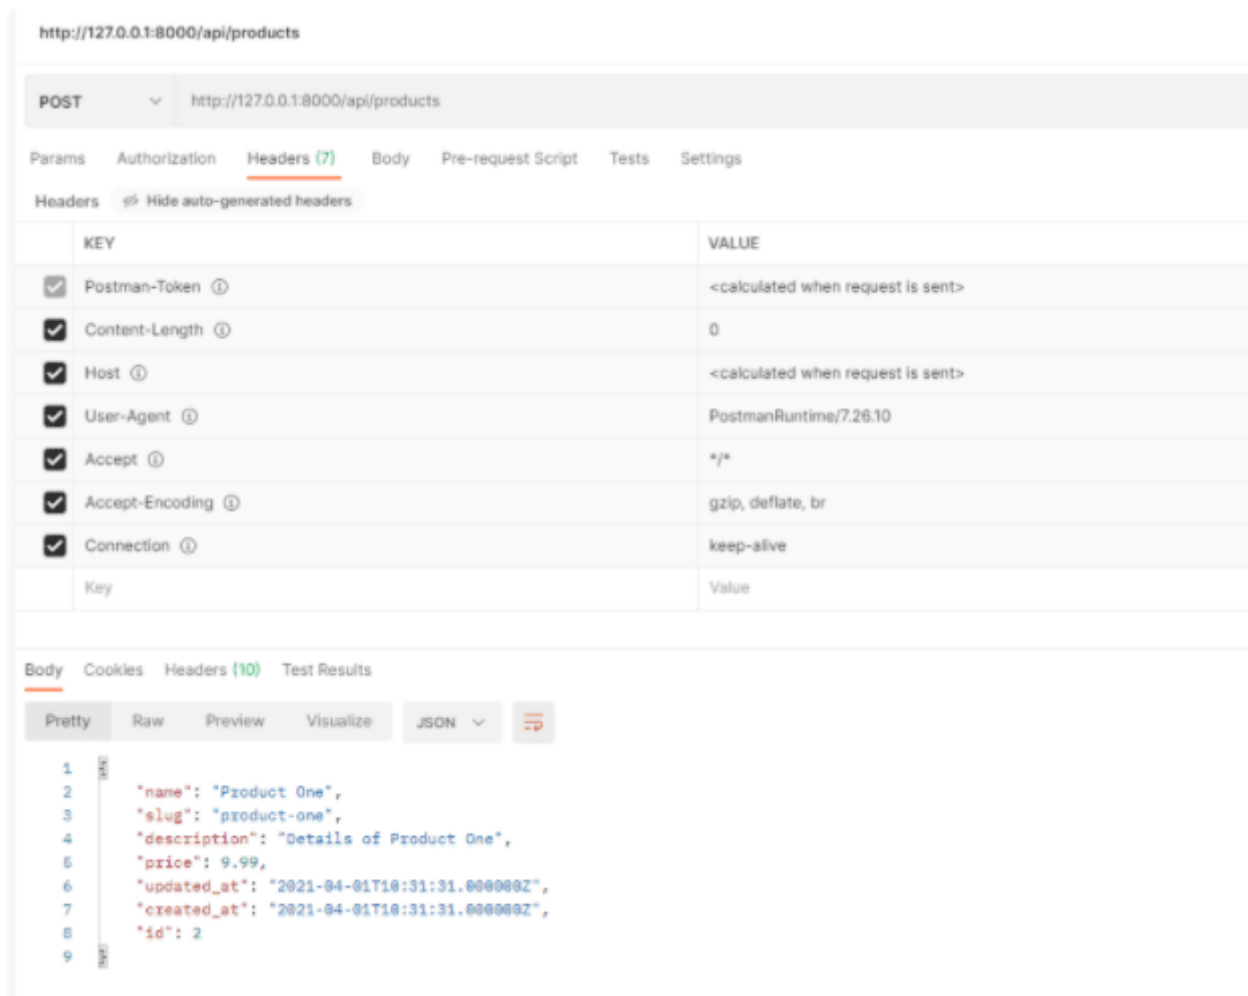 http://127.0.0.1:8000/api/products
POST http://127.0.0.1:8000/api/products
Params Authorization Headers (7) Body Pre-request Script Tests Settings
Headers Hide auto-generated headers
KEY VALUE
Postman-Token <calculated when request is sent>
Content-Length 0
Host <calculated when request is sent>
User-Agent PostmanRuntime/7.26.10
Accept */*
Accept-Encoding gzip, deflate, br
Connection keep-alive
Key Value
Body Cookies Headers (10) Test Results
Pretty Raw Preview Visualize JSON
1 {
2 "name": "Product One",
3 "slug": "product-one",
4 "description": "Details of Product One",
5 "price": 9.99,
6 "updated_at": "2021-04-01T10:31:31.000000Z",
7 "created_at": "2021-04-01T10:31:31.000000Z",
8 "id": 2
9 }